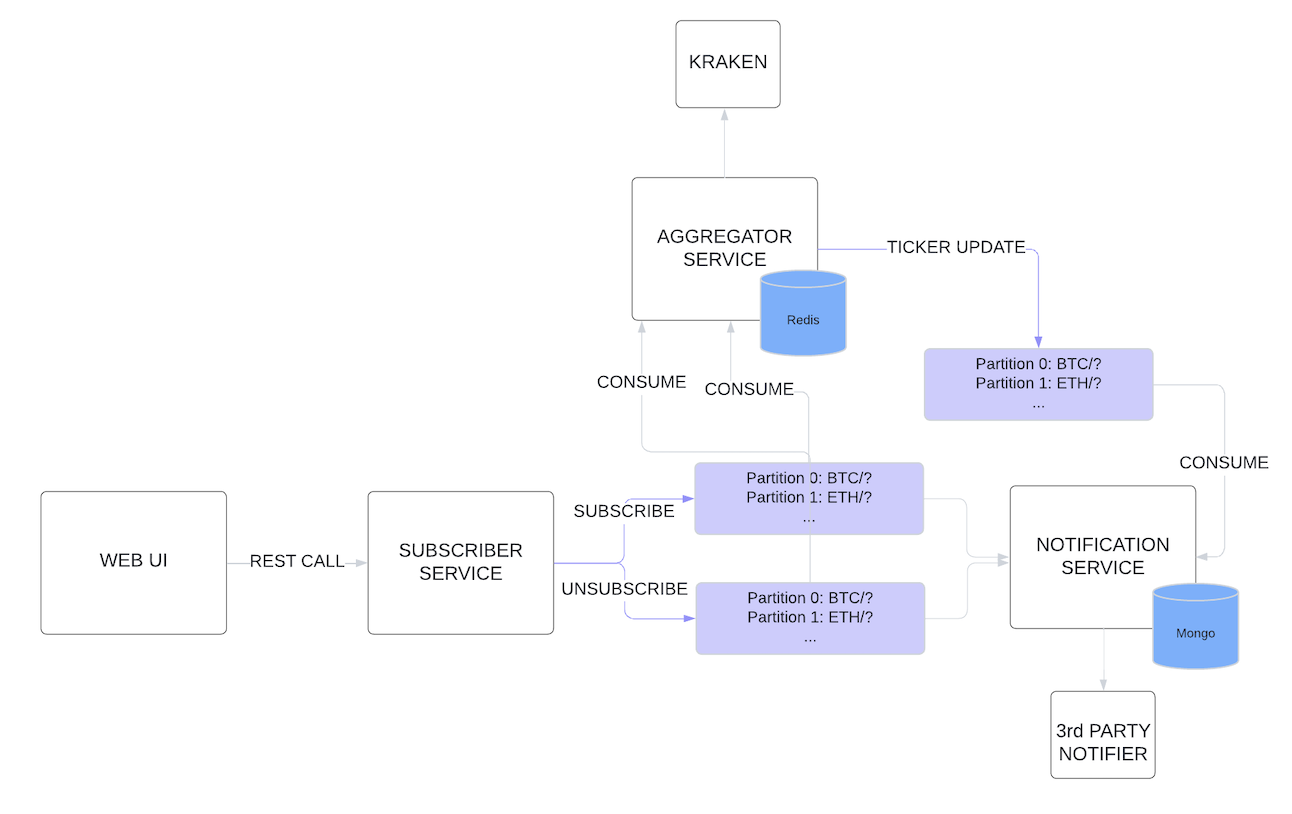 KRAKEN
AGGREGATOR
SERVICE
TICKER UPDATE
Redis
Partition 0: BTC/?
Partition 1: ETH/?
...
CONSUME
CONSUME
CONSUME
Partition 0: BTC/?
Partition 1: ETH/?
...
SUBSCRIBE
WEB UI
REST CALL
SUBSCRIBER
SERVICE
UNSUBSCRIBE
Partition 0: BTC/?
Partition 1: ETH/?
...
NOTIFICATION
SERVICE
Mongo
3rd PARTY
NOTIFIER